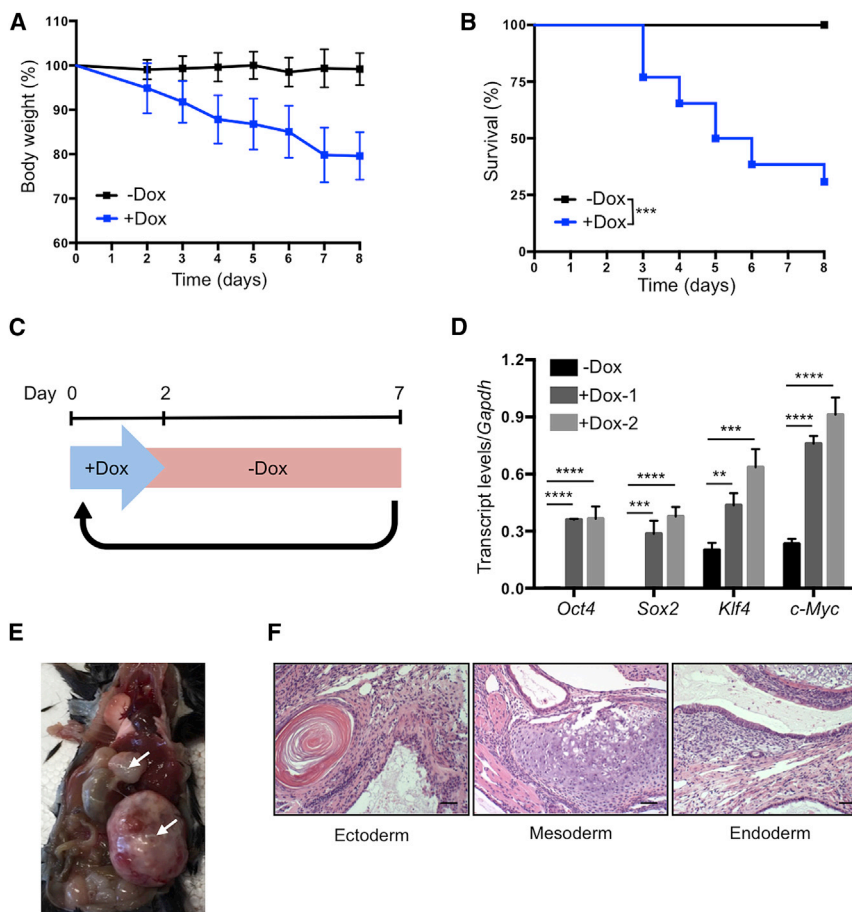 A
110
100
90
80
70
60
Body weight (%)
-Dox
+Dox
0 1 2 3 4 5 6 7 8
Time (days)
B
100
75
50
25
0
Survival (%)
-Dox
+Dox
***
0 1 2 3 4 5 6 7 8
Time (days)
C
Day 0 2 7
+Dox -Dox
D
1.2
0.9
0.6
0.3
0.0
Transcript levels/Gapdh
-Dox
+Dox-1
+Dox-2
****
****
****
***
***
**
****
****
Oct4 Sox2 Klf4 c-Myc
E
F
Ectoderm Mesoderm Endoderm